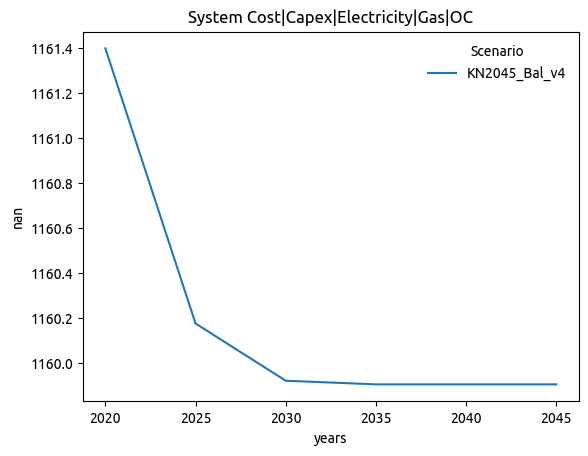 System Cost|Capex|Electricity|Gas|OC
Scenario
KN2045_Bal_v4
1161.4
1161.2
1161.0
1160.8
1160.6
1160.4
1160.2
1160.0
nan
2020 2025 2030 2035 2040 2045
years